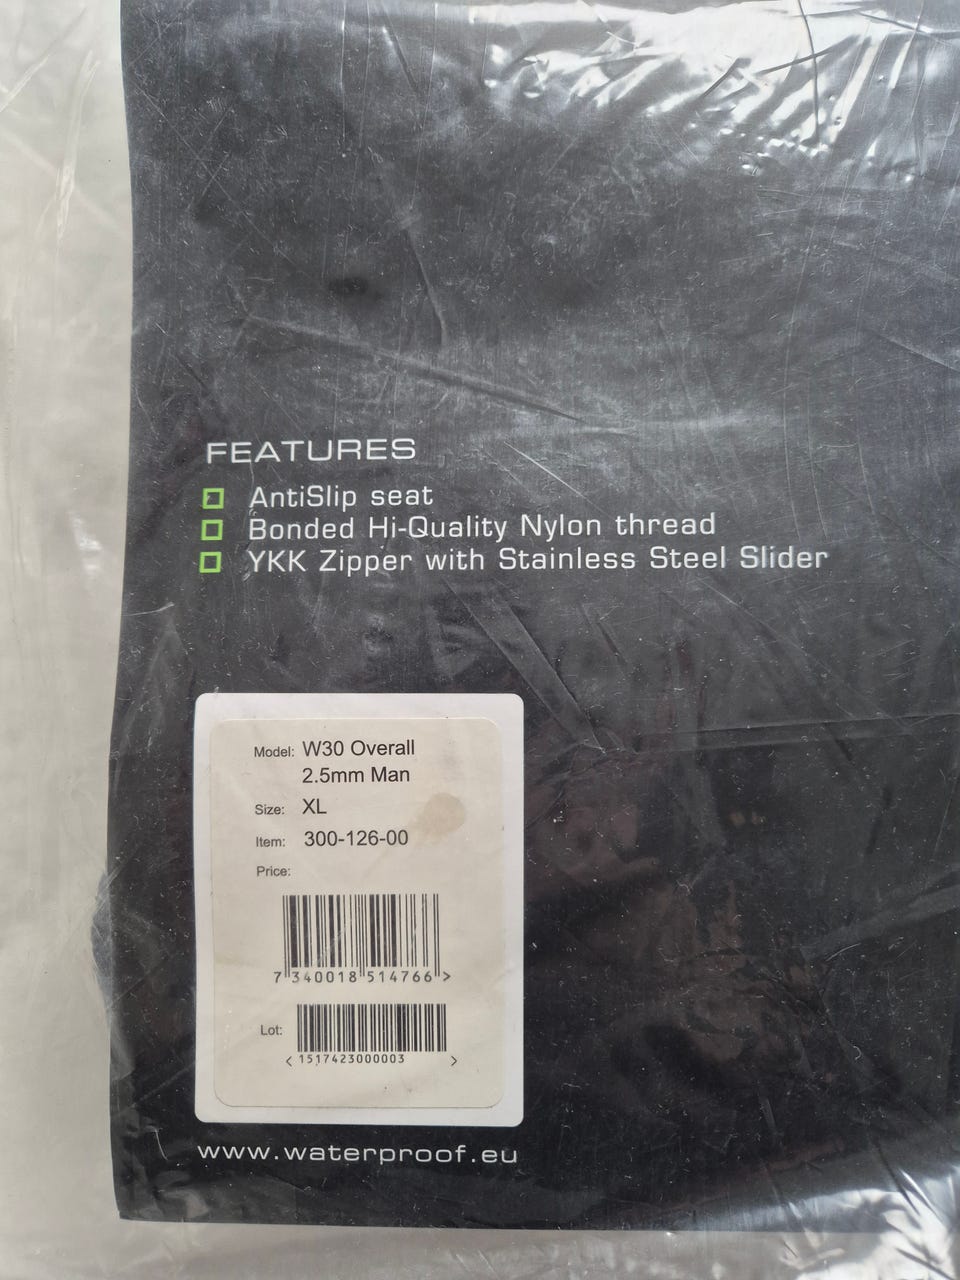 FEATURES
AntiSlip seat
Bonded Hi-Quality Nylon thread
YKK Zipper with Stainless Steel Slider
Model: W30 Overall
2.5mm Man
Size: XL
Item: 300-126-00
Price:
7 340018 514766 >
Lot:
< 1517423000003 >
www.waterproof.eu